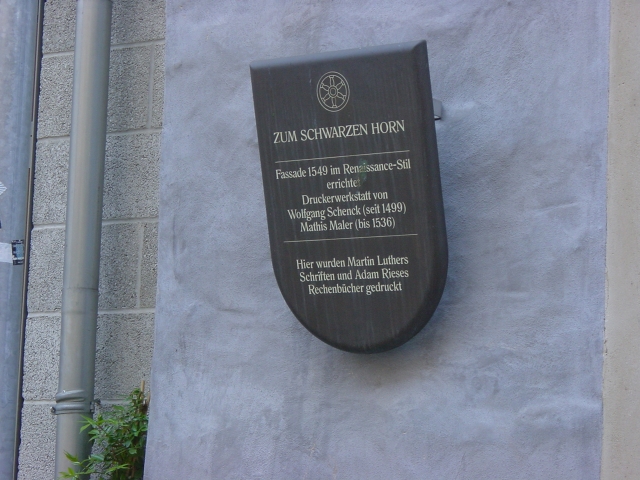 ZUM SCHWARZEN HORN
Fassade 1549 im Renaissance-Stil
errichtet
Druckerwerkstatt von
Wolfgang Schenck (seit 1499)
Mathis Maler (bis 1536)
Hier wurden Martin Luthers
Schriften und Adam Rieses
Rechenbücher gedruckt